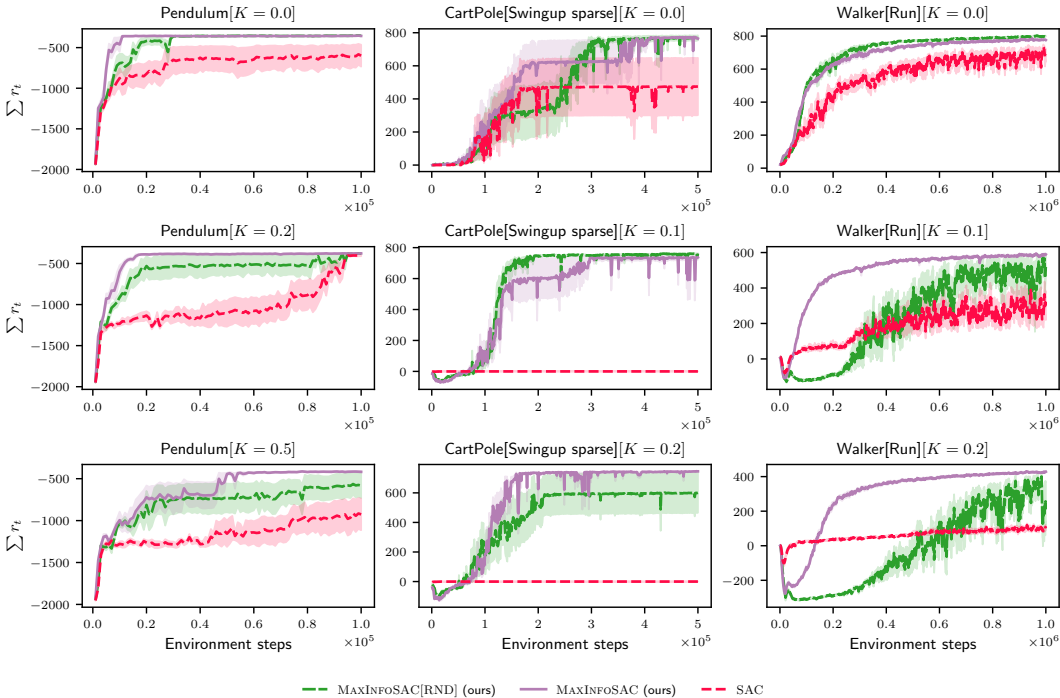 Pendulum[K = 0.0]
CartPole[Swingup sparse][K = 0.0]
Walker[Run][K = 0.0]
∑ r_t
−500
−1000
−1500
−2000
0.0 0.2 0.4 0.6 0.8 1.0
×10^5
800
600
400
200
0
0 1 2 3 4 5
×10^5
800
600
400
200
0
0.0 0.2 0.4 0.6 0.8 1.0
×10^6
Pendulum[K = 0.2]
CartPole[Swingup sparse][K = 0.1]
Walker[Run][K = 0.1]
∑ r_t
−500
−1000
−1500
−2000
0.0 0.2 0.4 0.6 0.8 1.0
×10^5
800
600
400
200
0
0 1 2 3 4 5
×10^5
600
400
200
0
0.0 0.2 0.4 0.6 0.8 1.0
×10^6
Pendulum[K = 0.5]
CartPole[Swingup sparse][K = 0.2]
Walker[Run][K = 0.2]
∑ r_t
−500
−1000
−1500
−2000
0.0 0.2 0.4 0.6 0.8 1.0
×10^5
Environment steps
600
400
200
0
0 1 2 3 4 5
×10^5
Environment steps
400
200
0
−200
0.0 0.2 0.4 0.6 0.8 1.0
×10^6
Environment steps
MAXINFOSAC[RND] (ours) MAXINFOSAC (ours) SAC